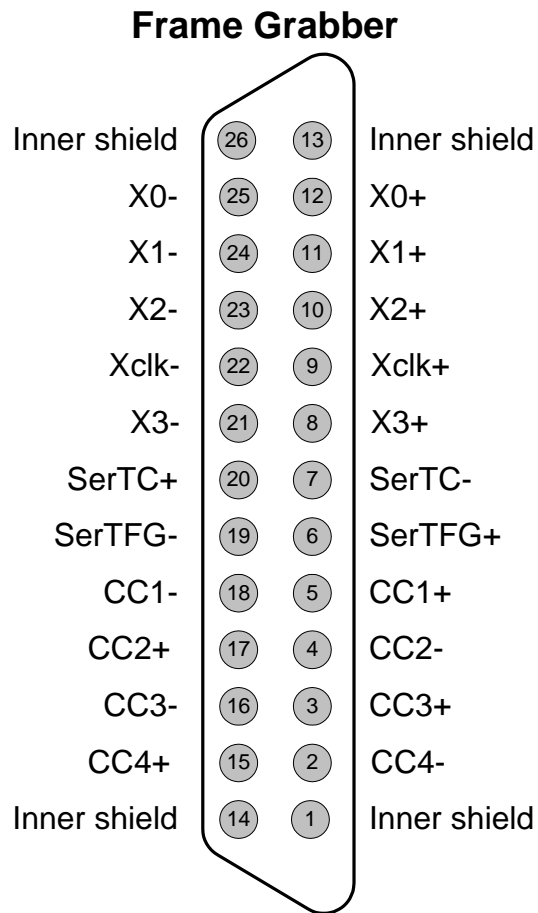 Frame Grabber
Inner shield 26 13 Inner shield
X0- 25 12 X0+
X1- 24 11 X1+
X2- 23 10 X2+
Xclk- 22 9 Xclk+
X3- 21 8 X3+
SerTC+ 20 7 SerTC-
SerTFG- 19 6 SerTFG+
CC1- 18 5 CC1+
CC2+ 17 4 CC2-
CC3- 16 3 CC3+
CC4+ 15 2 CC4-
Inner shield 14 1 Inner shield